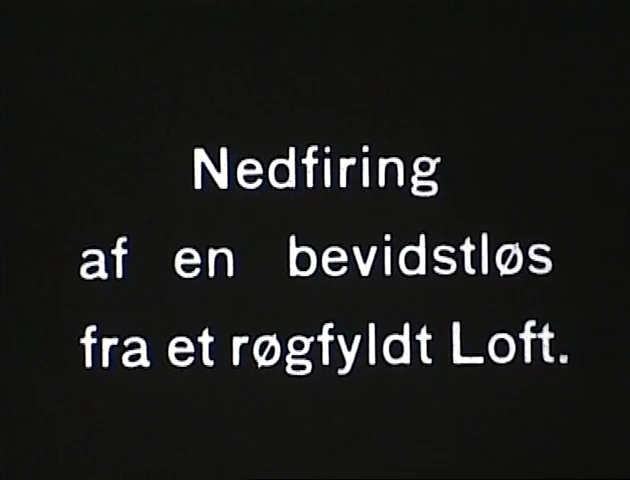 Nedfiring
af en bevidstløs
fra et røgfyldt Loft.